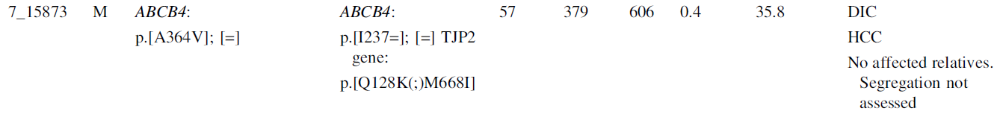 7_15873 M ABCB4: ABCB4: 57 379 606 0.4 35.8 DIC
p.[A364V]; [=] p.[I237=]; [=] TJP2 HCC
gene: No affected relatives.
p.[Q128K(;)M668I] Segregation not
assessed